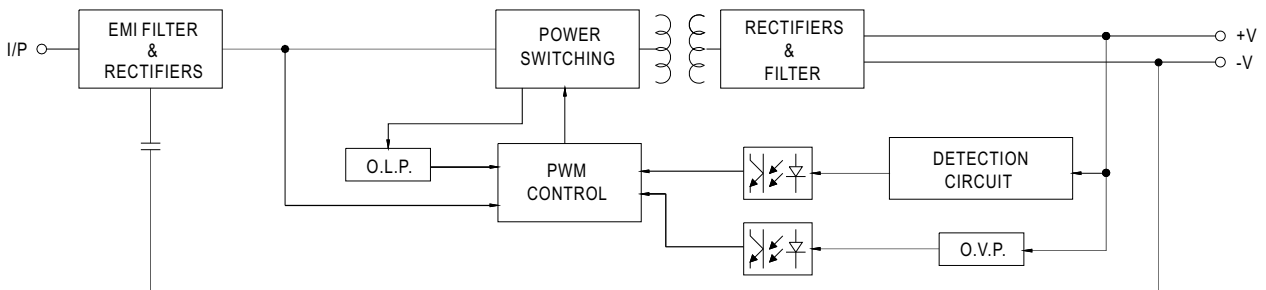 I/P
EMI FILTER
&
RECTIFIERS
POWER
SWITCHING
RECTIFIERS
&
FILTER
+V
-V
O.L.P.
PWM
CONTROL
DETECTION
CIRCUIT
O.V.P.